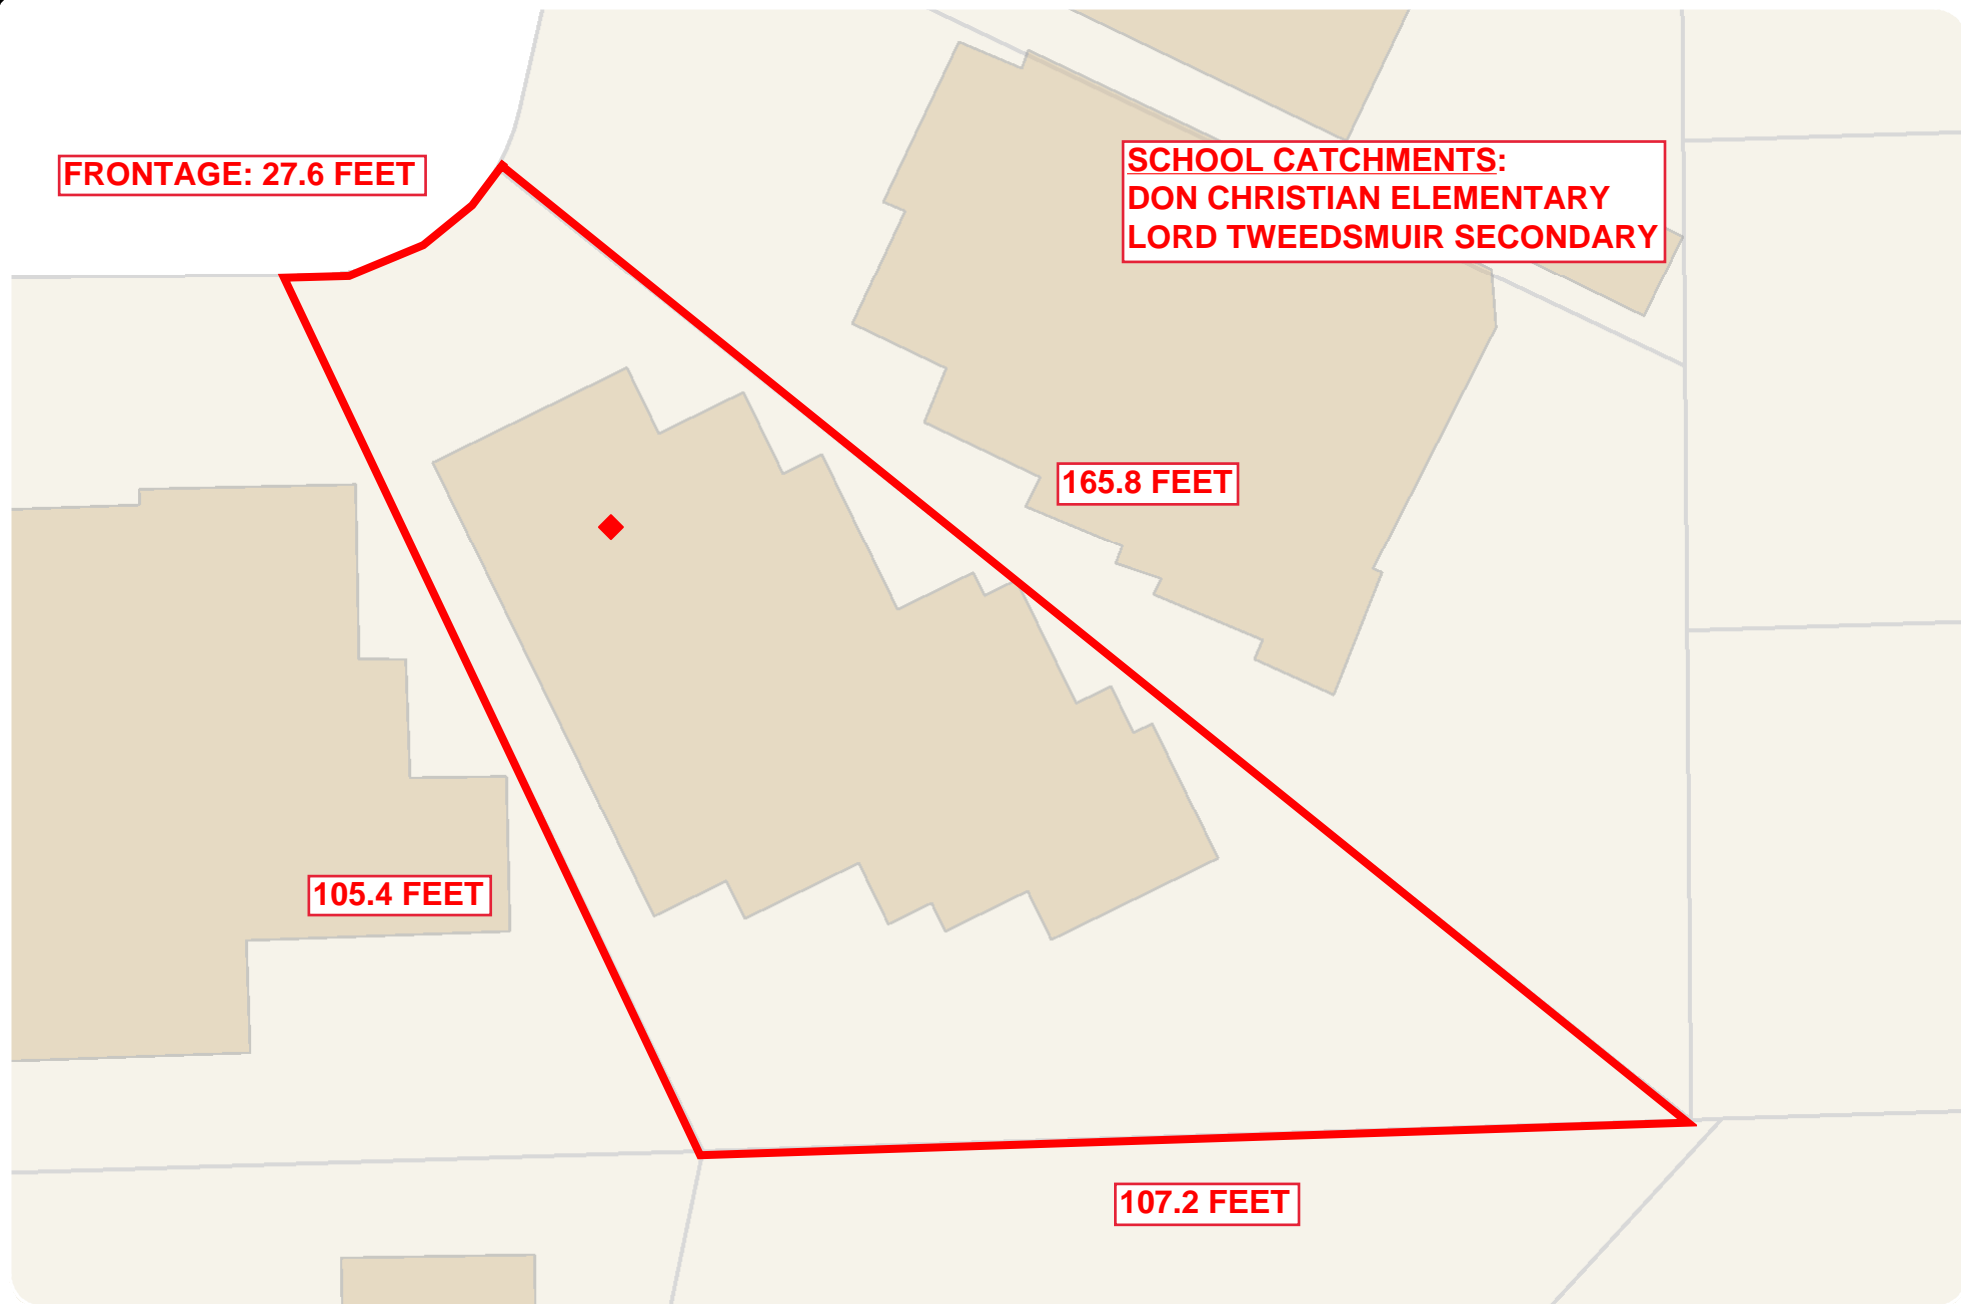 FRONTAGE: 27.6 FEET
SCHOOL CATCHMENTS:
DON CHRISTIAN ELEMENTARY
LORD TWEEDSMUIR SECONDARY
165.8 FEET
105.4 FEET
107.2 FEET